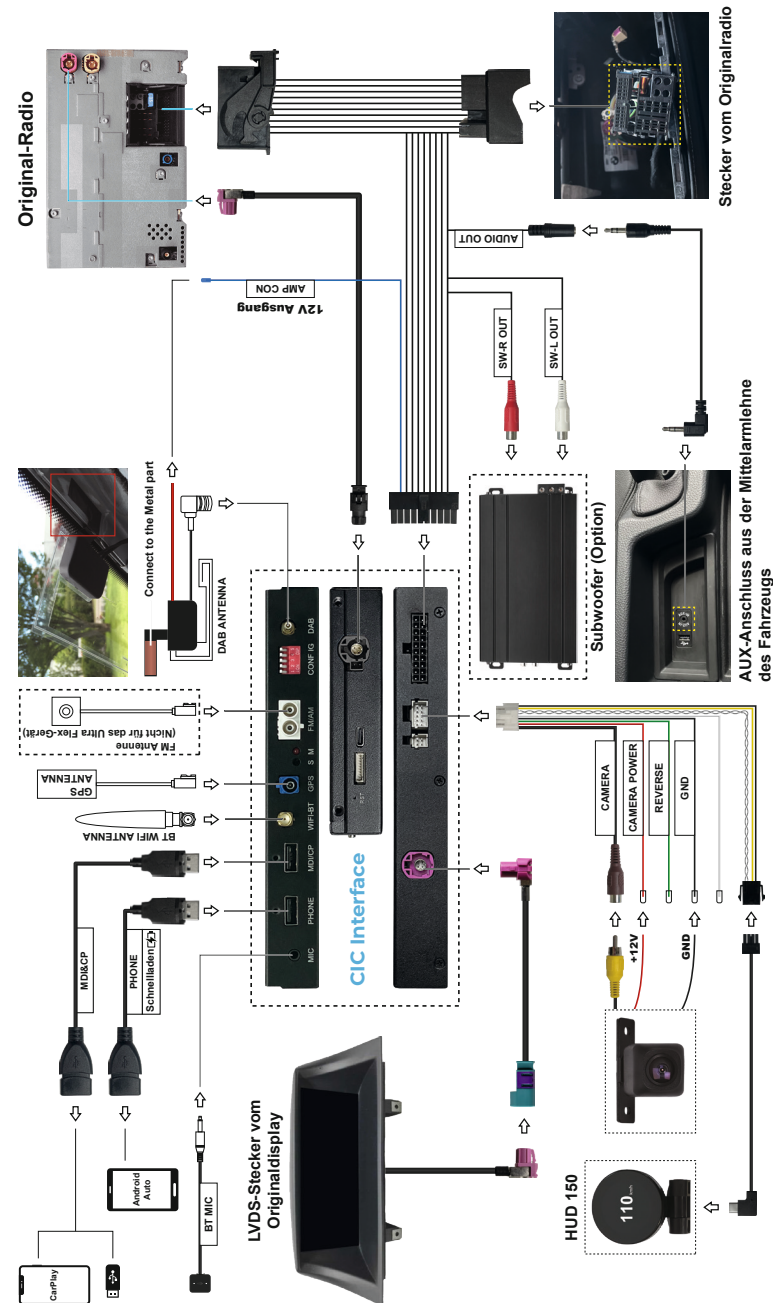 Original-Radio
Stecker vom Originalradio
AUDIO OUT
AMP CON
12V Ausgang
SW-R OUT
SW-L OUT
Connect to the Metal part
DAB ANTENNA
Subwoofer (Option)
AUX-Anschluss aus der Mittelarmlehne
des Fahrzeugs
FM Antenne
(Nicht für das Ultra Flex-Gerät)
GPS
ANTENNA
BT WIFI ANTENNA
MDI&CP
PHONE
Schnellladen
CarPlay
Android
Auto
BT MIC
MIC
PHONE
MDI/CP
WIFI-BT
GPS
S
M
FM/AM
CONFIG
DAB
RST
CIC Interface
LVDS-Stecker vom
Originaldisplay
CAMERA
CAMERA POWER
REVERSE
GND
+12V
GND
HUD 150
110 km/h